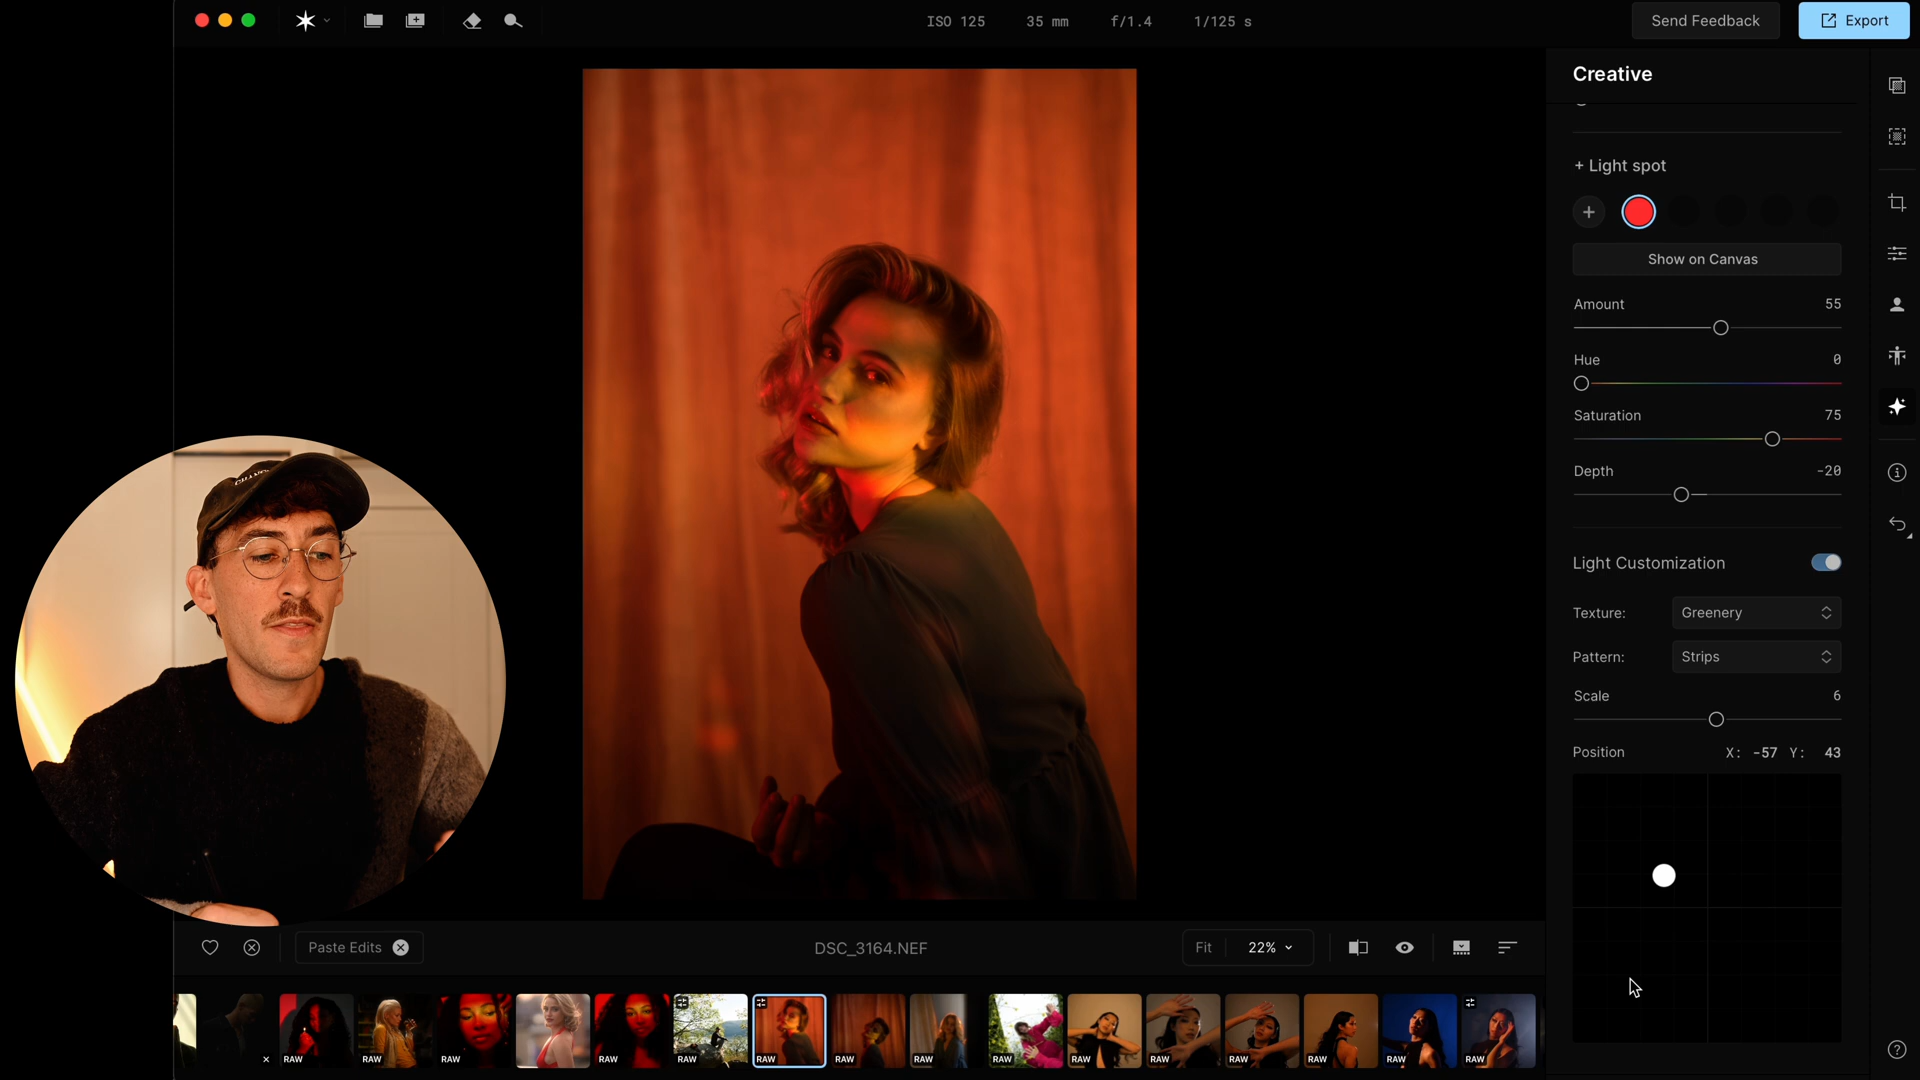 ISO 125 35 mm f/1.4 1/125 s
Send Feedback
Export
Creative
+ Light spot
Show on Canvas
Amount 55
Hue 0
Saturation 75
Depth -20
Light Customization
Texture: Greenery
Pattern: Strips
Scale 6
Position X: -57 Y: 43
Paste Edits
DSC_3164.NEF
Fit 22%
RAW RAW RAW RAW RAW RAW RAW RAW RAW RAW RAW RAW RAW RAW RAW